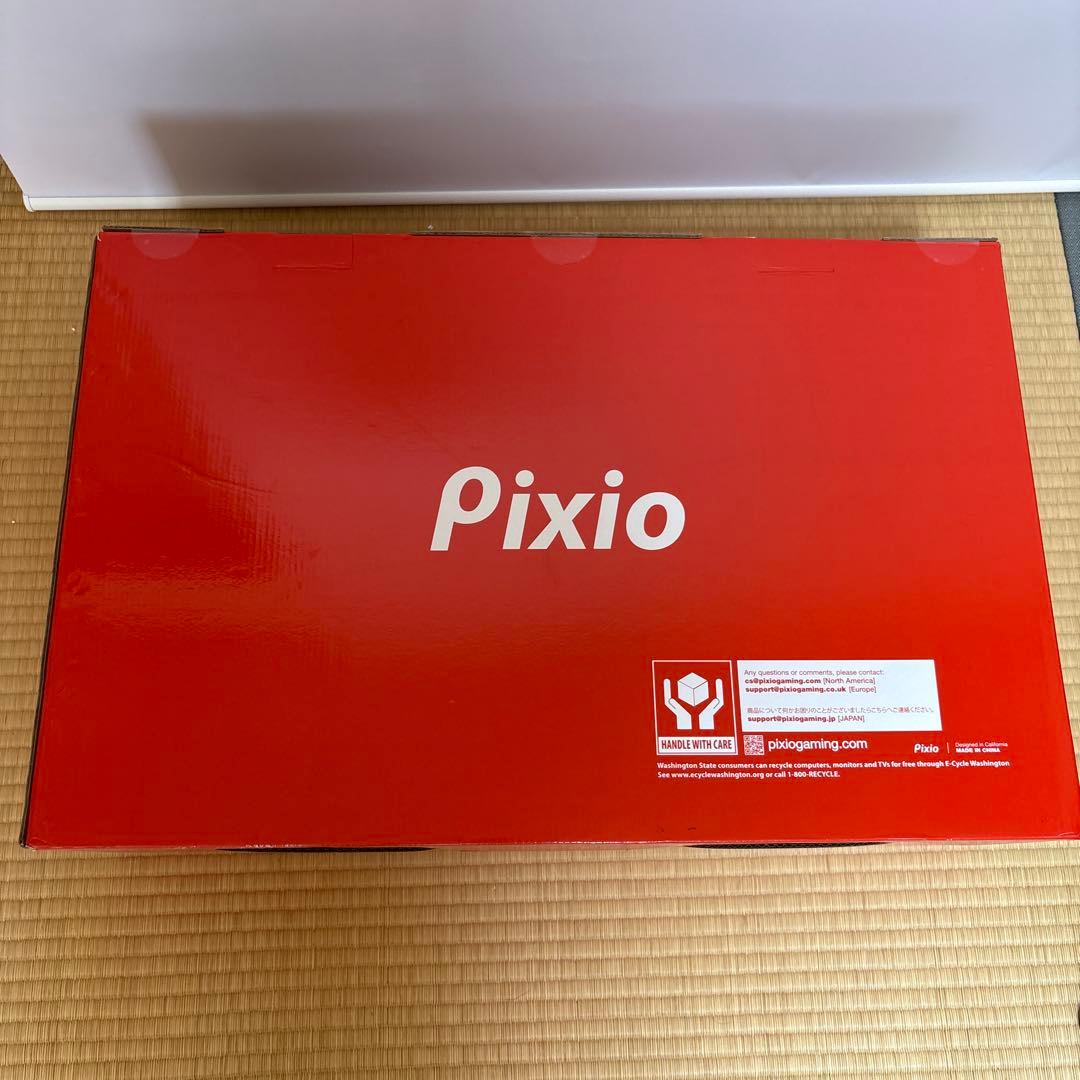 Pixio
Any questions or comments, please contact:
cs@pixiogaming.com [North America]
support@pixiogaming.co.uk [Europe]
商品について何かお困りのことがございましたらこちらへご連絡ください。
support@pixiogaming.jp [JAPAN]
HANDLE WITH CARE
pixiogaming.com
Pixio
Designed in California
MADE IN CHINA
Washington State consumers can recycle computers, monitors and TVs for free through E-Cycle Washington
See www.ecyclewashington.org or call 1-800-RECYCLE.